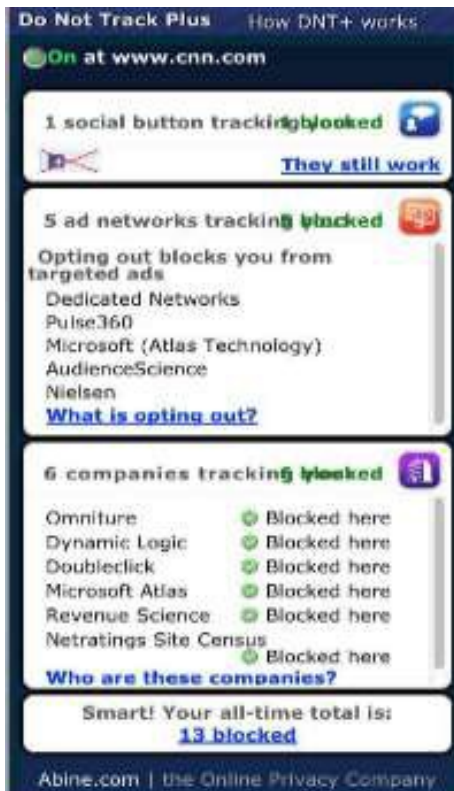 Do Not Track Plus How DNT+ works
On at www.cnn.com
1 social button tracking blocked
They still work
5 ad networks tracking blocked
Opting out blocks you from
targeted ads
Dedicated Networks
Pulse360
Microsoft (Atlas Technology)
AudienceScience
Nielsen
What is opting out?
6 companies tracking blocked
Omniture Blocked here
Dynamic Logic Blocked here
Doubleclick Blocked here
Microsoft Atlas Blocked here
Revenue Science Blocked here
Netratings Site Census
Blocked here
Who are these companies?
Smart! Your all-time total is:
13 blocked
Abine.com | the Online Privacy Company